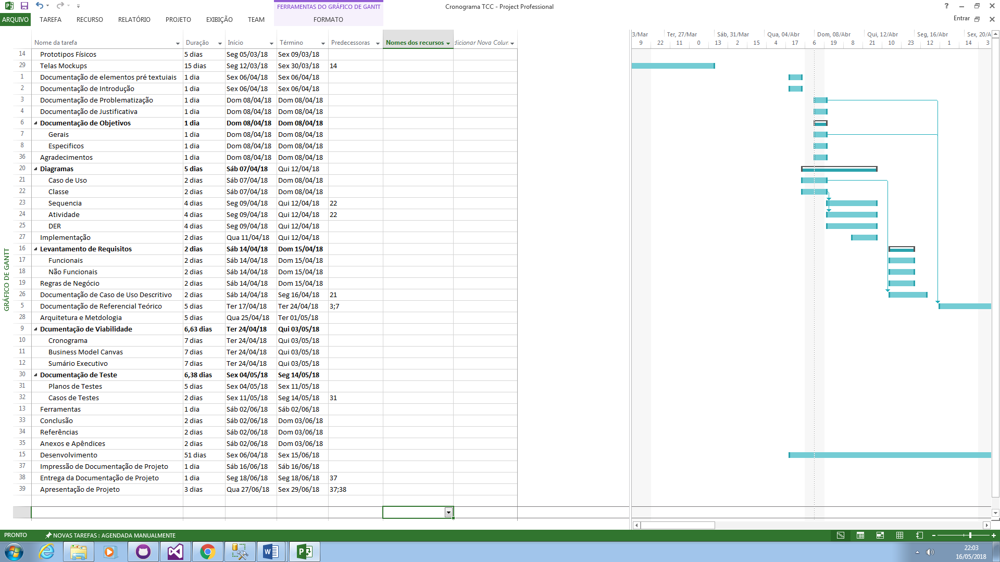 FERRAMENTAS DO GRÁFICO DE GANTT
Cronograma TCC - Project Professional
ARQUIVO TAREFA RECURSO RELATÓRIO PROJETO EXIBIÇÃO TEAM FORMATO Entrar
Nome da tarefa Duração Início Término Predecessoras Nomes dos recursos dicionar Nova Colur
3/Mar Ter, 27/Mar Sáb, 31/Mar Qua, 04/Abr Dom, 08/Abr Qui, 12/Abr Seg, 16/Abr Sex, 20/A
9 22 11 0 13 2 15 4 17 6 19 8 21 10 23 12 1 14 3
14 Prototipos Físicos 5 dias Seg 05/03/18 Sex 09/03/18
29 Telas Mockups 15 dias Seg 12/03/18 Sex 30/03/18 14
1 Documentação de elementos pré textuiais 1 dia Sex 06/04/18 Sex 06/04/18
2 Documentação de Introdução 1 dia Sex 06/04/18 Sex 06/04/18
3 Documentação de Problematização 1 dia Dom 08/04/18 Dom 08/04/18
4 Documentação de Justificativa 1 dia Dom 08/04/18 Dom 08/04/18
6 Documentação de Objetivos 1 dia Dom 08/04/18 Dom 08/04/18
7 Gerais 1 dia Dom 08/04/18 Dom 08/04/18
8 Especificos 1 dia Dom 08/04/18 Dom 08/04/18
36 Agradecimentos 1 dia Dom 08/04/18 Dom 08/04/18
20 Diagramas 5 dias Sáb 07/04/18 Qui 12/04/18
21 Caso de Uso 2 dias Sáb 07/04/18 Dom 08/04/18
22 Classe 2 dias Sáb 07/04/18 Dom 08/04/18
23 Sequencia 4 dias Seg 09/04/18 Qui 12/04/18 22
24 Atividade 4 dias Seg 09/04/18 Qui 12/04/18 22
25 DER 4 dias Seg 09/04/18 Qui 12/04/18
27 Implementação 2 dias Qua 11/04/18 Qui 12/04/18
16 Levantamento de Requisitos 2 dias Sáb 14/04/18 Dom 15/04/18
17 Funcionais 2 dias Sáb 14/04/18 Dom 15/04/18
18 Não Funcionais 2 dias Sáb 14/04/18 Dom 15/04/18
19 Regras de Negócio 2 dias Sáb 14/04/18 Dom 15/04/18
26 Documentação de Caso de Uso Descritivo 2 dias Sáb 14/04/18 Seg 16/04/18 21
5 Documentação de Referencial Teórico 5 dias Ter 17/04/18 Ter 24/04/18 3;7
28 Arquitetura e Metdologia 5 dias Qua 25/04/18 Ter 01/05/18
9 Dcumentação de Viabilidade 6,63 dias Ter 24/04/18 Qui 03/05/18
10 Cronograma 7 dias Ter 24/04/18 Qui 03/05/18
11 Business Model Canvas 7 dias Ter 24/04/18 Qui 03/05/18
12 Sumário Executivo 7 dias Ter 24/04/18 Qui 03/05/18
30 Documentação de Teste 6,38 dias Sex 04/05/18 Seg 14/05/18
31 Planos de Testes 5 dias Sex 04/05/18 Sex 11/05/18
32 Casos de Testes 2 dias Sex 11/05/18 Seg 14/05/18 31
13 Ferramentas 1 dia Sáb 02/06/18 Sáb 02/06/18
33 Conclusão 2 dias Sáb 02/06/18 Dom 03/06/18
34 Referências 2 dias Sáb 02/06/18 Dom 03/06/18
35 Anexos e Apêndices 2 dias Sáb 02/06/18 Dom 03/06/18
15 Desenvolvimento 51 dias Sex 06/04/18 Sex 15/06/18
37 Impressão de Documentação de Projeto 1 dia Sáb 16/06/18 Sáb 16/06/18
38 Entrega da Documentação de Projeto 1 dia Seg 18/06/18 Seg 18/06/18 37
39 Apresentação de Projeto 3 dias Qua 27/06/18 Sex 29/06/18 37;38
GRÁFICO DE GANTT
PRONTO NOVAS TAREFAS : AGENDADA MANUALMENTE
22:03
16/05/2018